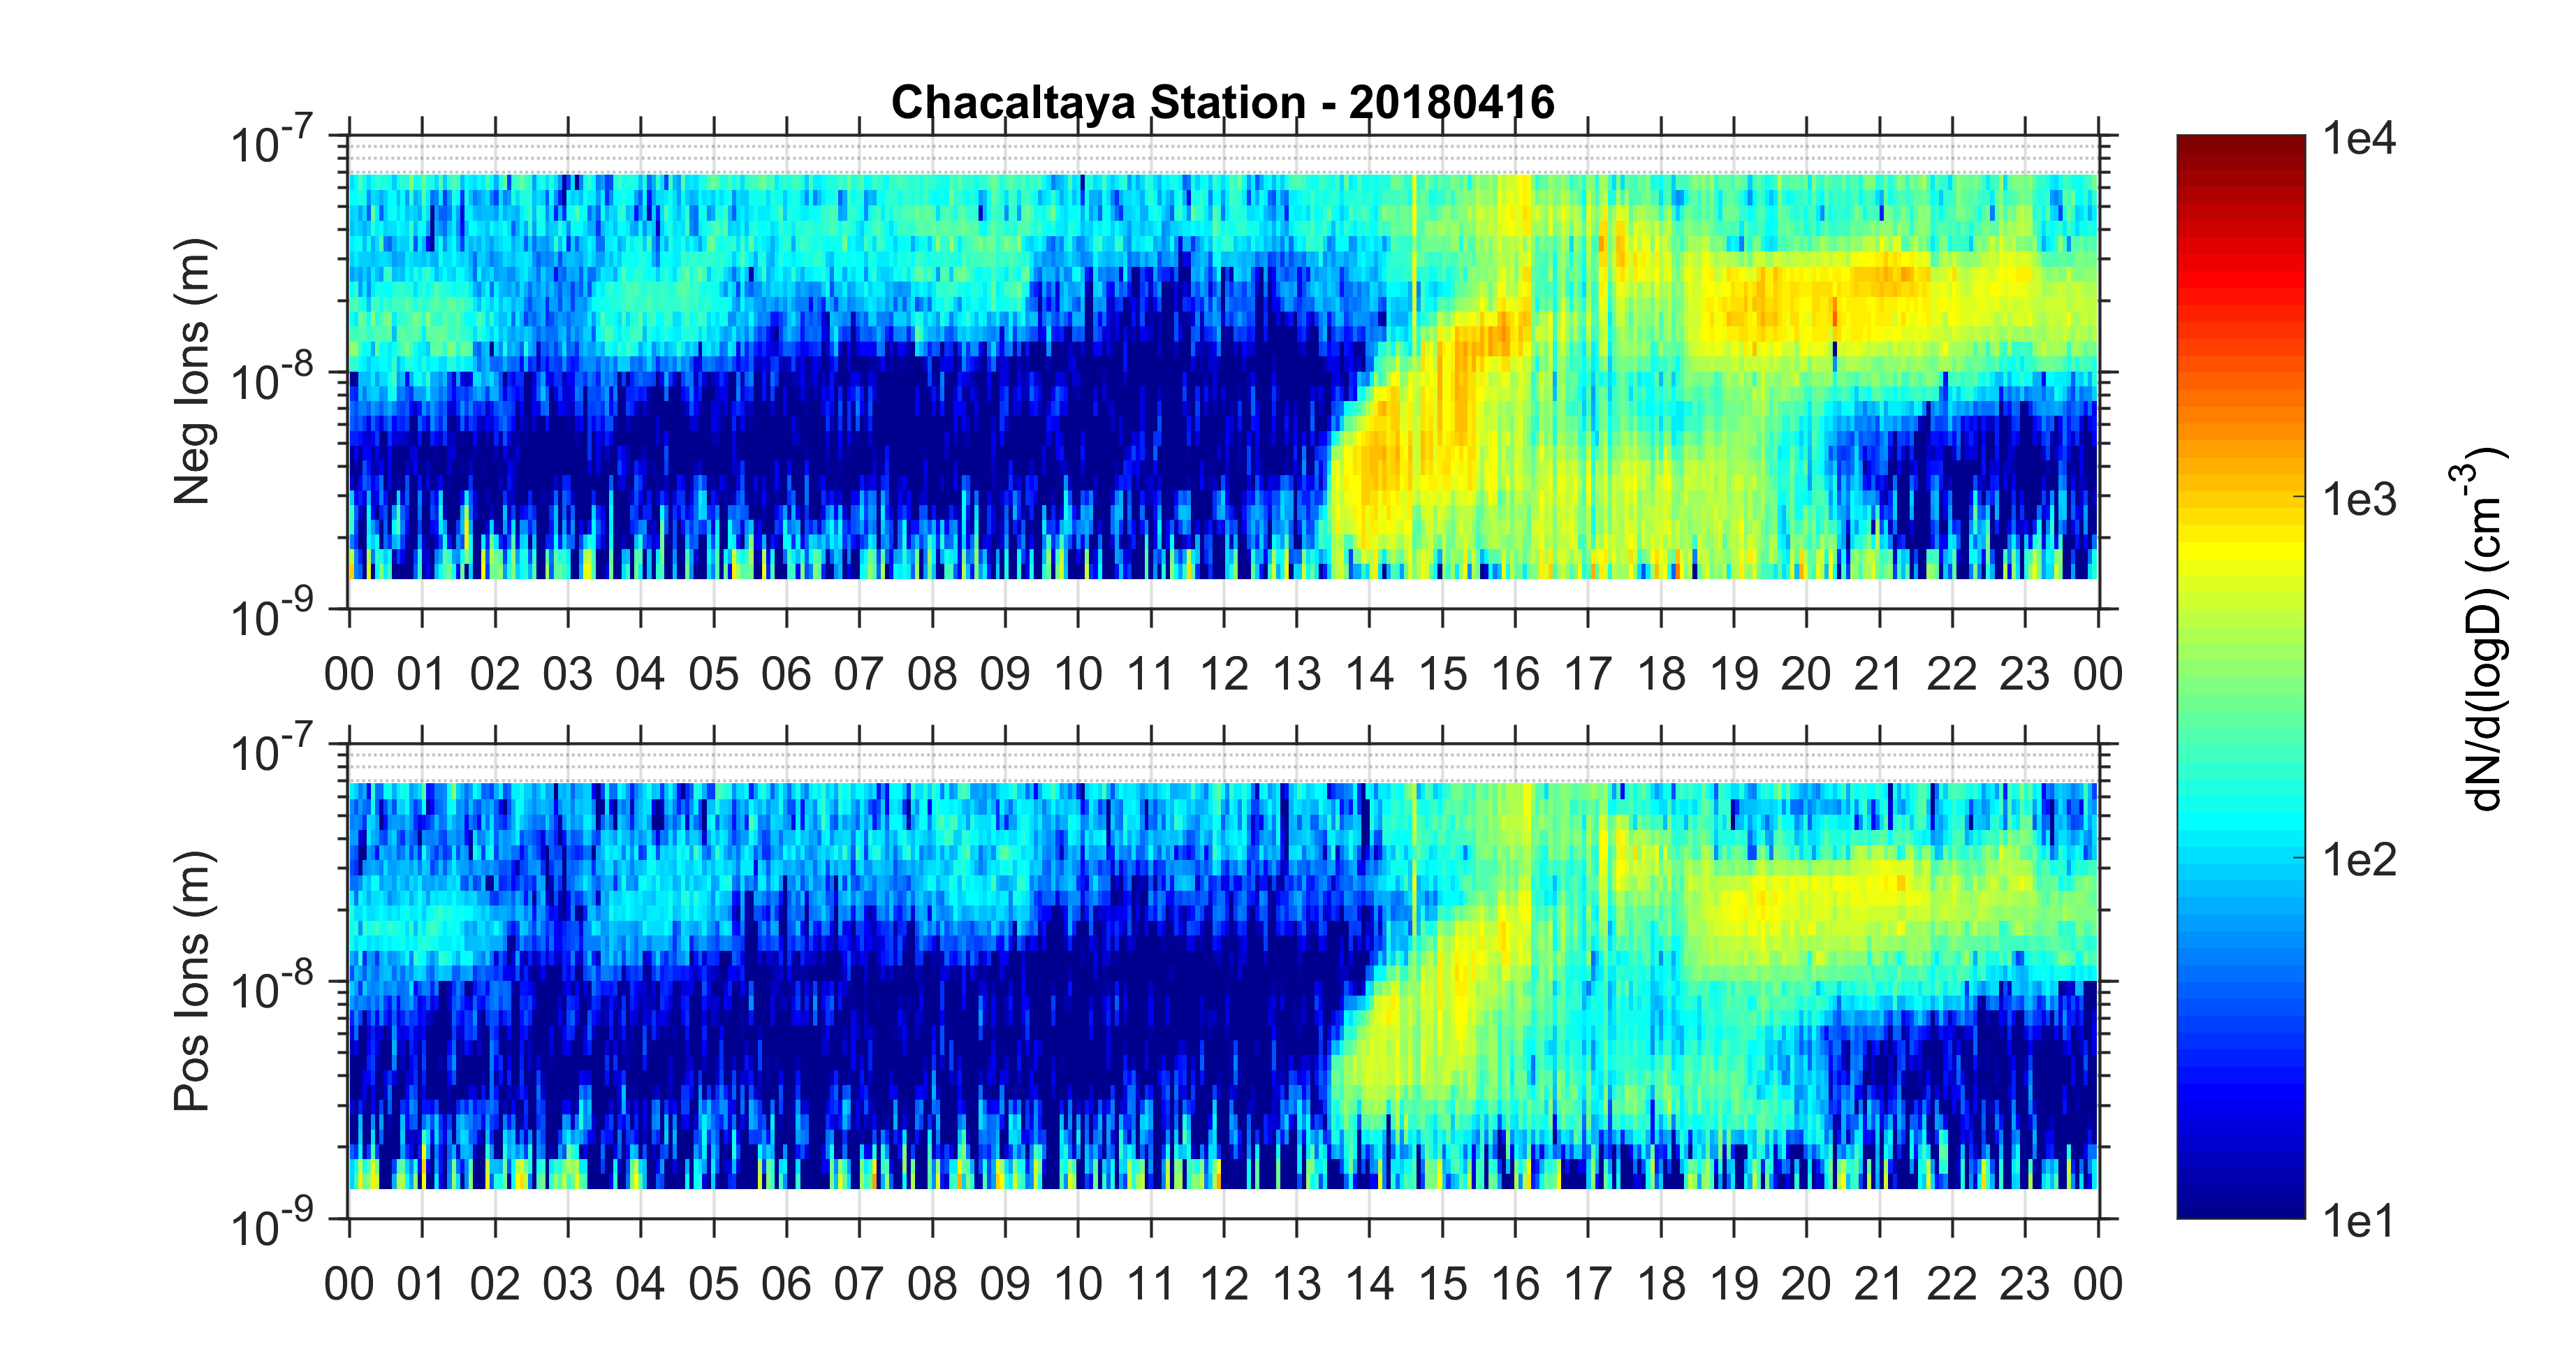 Chacaltaya Station - 20180416
10^-7
10^-8
10^-9
Neg Ions (m)
00 01 02 03 04 05 06 07 08 09 10 11 12 13 14 15 16 17 18 19 20 21 22 23 00
10^-7
10^-8
10^-9
Pos Ions (m)
00 01 02 03 04 05 06 07 08 09 10 11 12 13 14 15 16 17 18 19 20 21 22 23 00
1e4
1e3
1e2
1e1
dN/d(logD) (cm^-3)